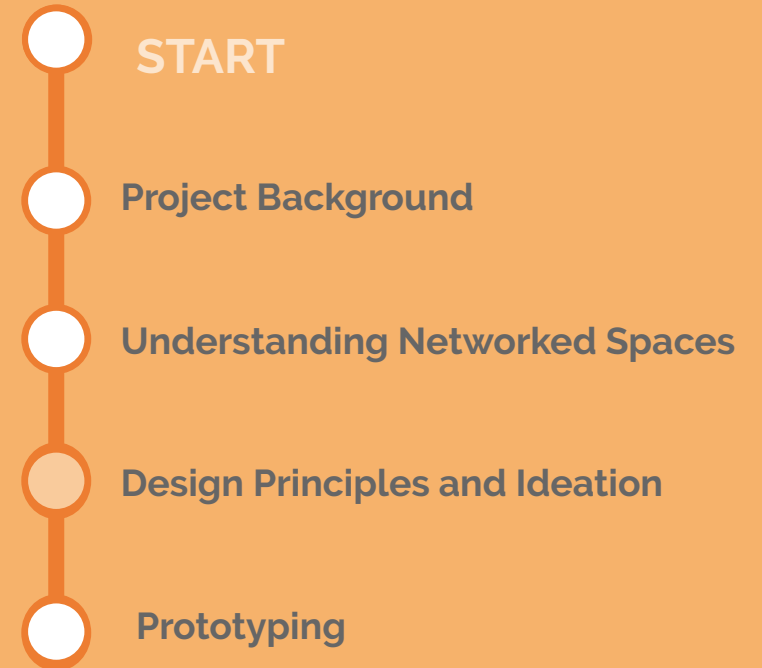 START
Project Background
Understanding Networked Spaces
Design Principles and Ideation
Prototyping